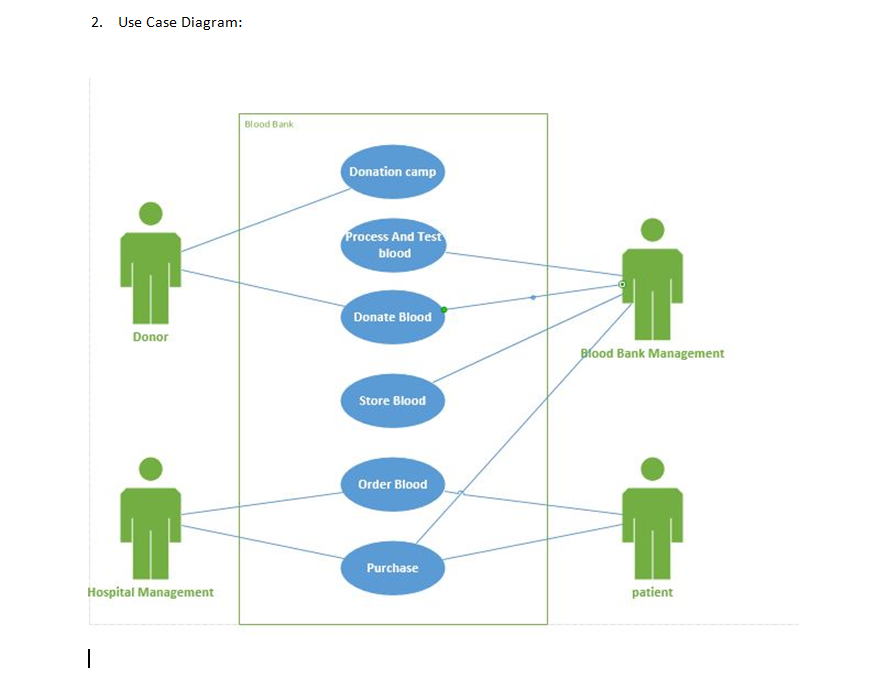 2. Use Case Diagram:
Blood Bank
Donation camp
Process And Test
blood
Donate Blood
Donor
Blood Bank Management
Store Blood
Order Blood
Purchase
Hospital Management
patient